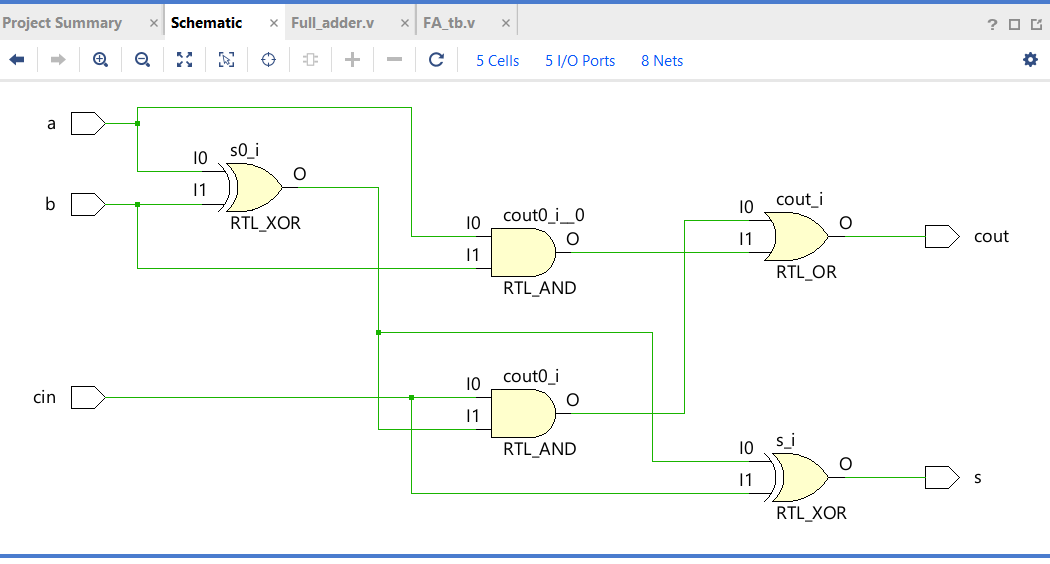 Project Summary × Schematic × Full_adder.v × FA_tb.v × ?
5 Cells 5 I/O Ports 8 Nets
a
s0_i
I0
O
I1
b
RTL_XOR
cout_i
I0
cout0_i__0
O
I0
O
I1
cout
I1
RTL_OR
RTL_AND
cout0_i
I0
cin
O
I1
s_i
RTL_AND
I0
O
I1
s
RTL_XOR